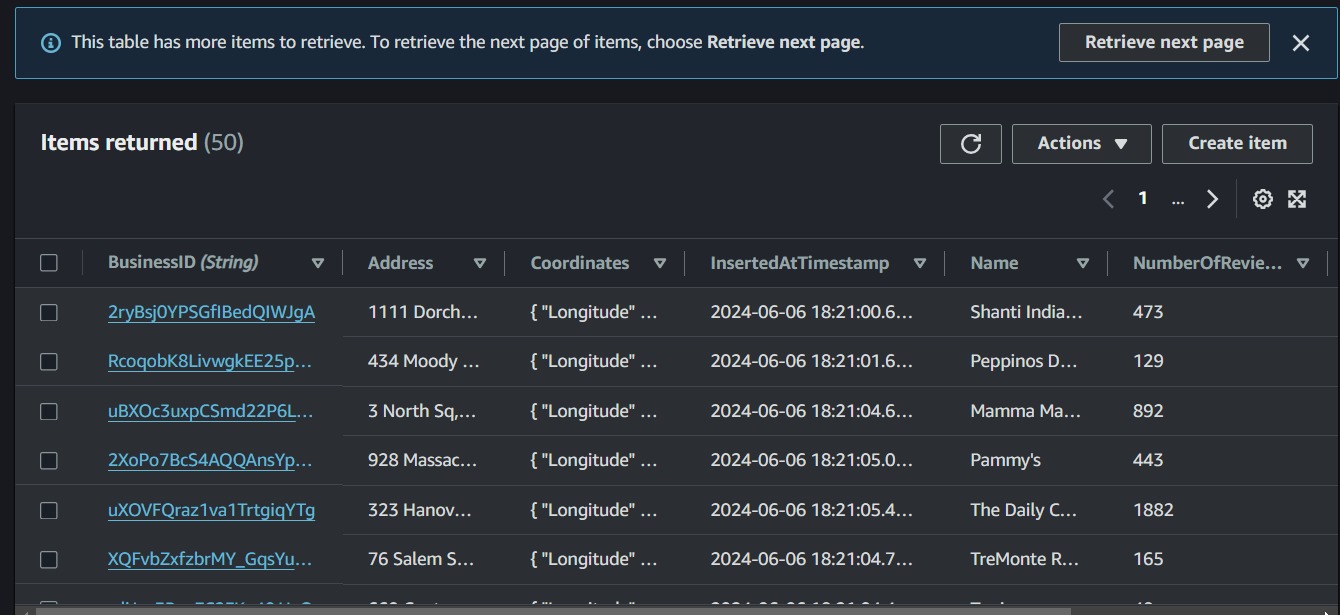 This table has more items to retrieve. To retrieve the next page of items, choose Retrieve next page.
Retrieve next page
Items returned (50)
Actions
Create item
1 ...
BusinessID (String) Address Coordinates InsertedAtTimestamp Name NumberOfRevie...
2ryBsj0YPSGfIBedQIWJgA 1111 Dorch... { "Longitude" ... 2024-06-06 18:21:00.6... Shanti India... 473
RcoqobK8LivwgkEE25p... 434 Moody ... { "Longitude" ... 2024-06-06 18:21:01.6... Peppinos D... 129
uBXOc3uxpCSmd22P6L... 3 North Sq,... { "Longitude" ... 2024-06-06 18:21:04.6... Mamma Ma... 892
2XoPo7BcS4AQQAnsYp... 928 Massac... { "Longitude" ... 2024-06-06 18:21:05.0... Pammy's 443
uXOVFQraz1va1TrtgiqYTg 323 Hanov... { "Longitude" ... 2024-06-06 18:21:05.4... The Daily C... 1882
XQFvbZxfzbrMY_GqsYu... 76 Salem S... { "Longitude" ... 2024-06-06 18:21:04.7... TreMonte R... 165